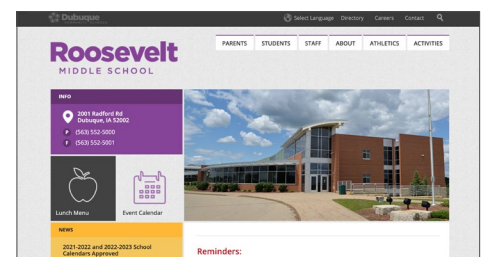 Dubuque
Select Language
Directory
Careers
Contact
Roosevelt
MIDDLE SCHOOL
PARENTS
STUDENTS
STAFF
ABOUT
ATHLETICS
ACTIVITIES
INFO
2001 Radford Rd
Dubuque, IA 52002
P (563) 552-5000
F (563) 552-5001
Lunch Menu
Event Calendar
NEWS
2021-2022 and 2022-2023 School
Calendars Approved
Reminders: